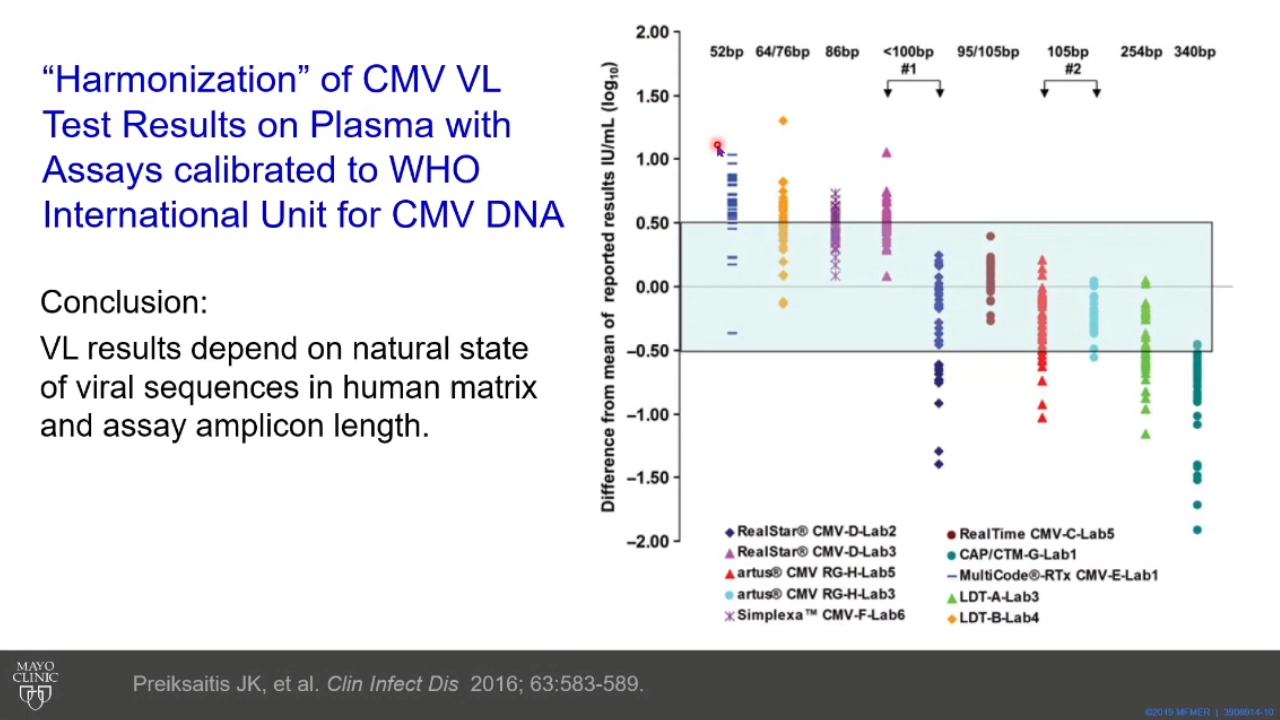 “Harmonization” of CMV VL
Test Results on Plasma with
Assays calibrated to WHO
International Unit for CMV DNA
Conclusion:
VL results depend on natural state
of viral sequences in human matrix
and assay amplicon length.
Difference from mean of reported results IU/mL (log10)
2.00
1.50
1.00
0.50
0.00
−0.50
−1.00
−1.50
−2.00
52bp 64/76bp 86bp <100bp 95/105bp 105bp 254bp 340bp
#1 #2
RealStar® CMV-D-Lab2
RealStar® CMV-D-Lab3
artus® CMV RG-H-Lab5
artus® CMV RG-H-Lab3
Simplexa™ CMV-F-Lab6
RealTime CMV-C-Lab5
CAP/CTM-G-Lab1
MultiCode®-RTx CMV-E-Lab1
LDT-A-Lab3
LDT-B-Lab4
MAYO
CLINIC
Preiksaitis JK, et al. Clin Infect Dis 2016; 63:583-589.
©2019 MFMER | 3908914-10